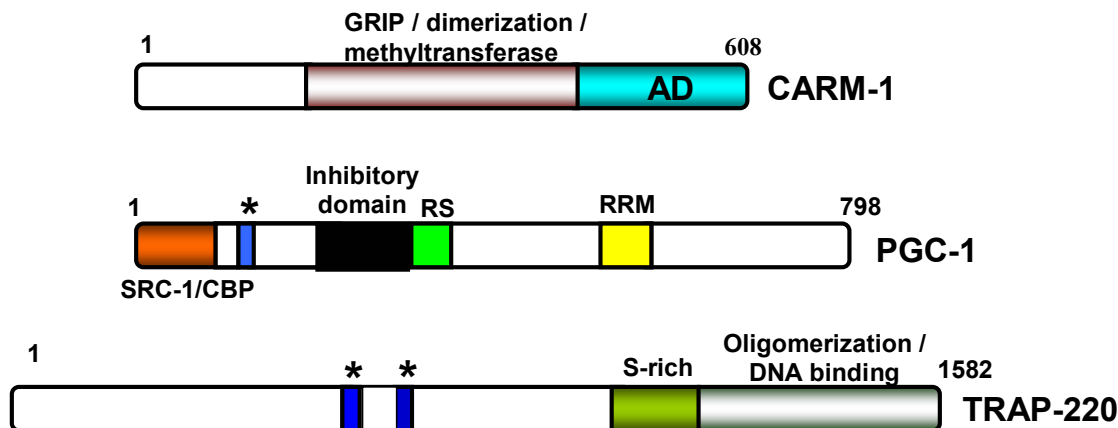 GRIP / dimerization /
1 methyltransferase 608
AD CARM-1
Inhibitory
1 * domain RS RRM 798
PGC-1
SRC-1/CBP
1 * * S-rich Oligomerization /
DNA binding 1582
TRAP-220